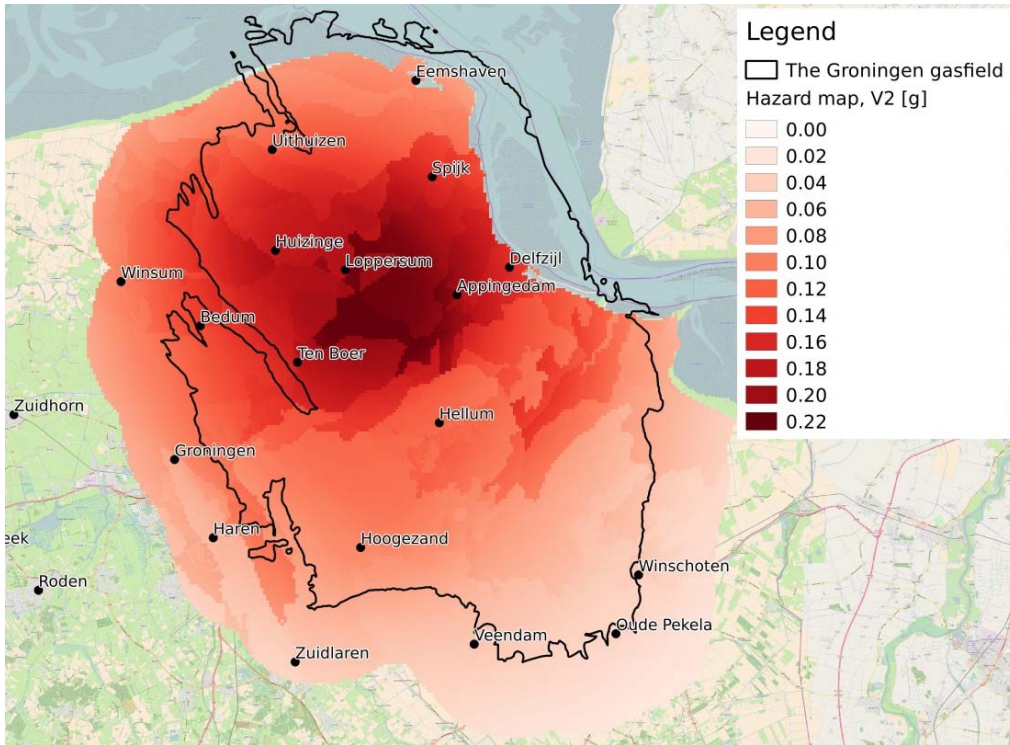 Legend
The Groningen gasfield
Hazard map, V2 [g]
0.00
0.02
0.04
0.06
0.08
0.10
0.12
0.14
0.16
0.18
0.20
0.22
Eemshaven
Uithuizen
Spijk
Huizinge
Loppersum
Delfzijl
Winsum
Appingedam
Bedum
Ten Boer
Zuidhorn
Hellum
Groningen
Haren
eek
Hoogezand
Roden
Winschoten
Oude Pekela
Veendam
Zuidlaren